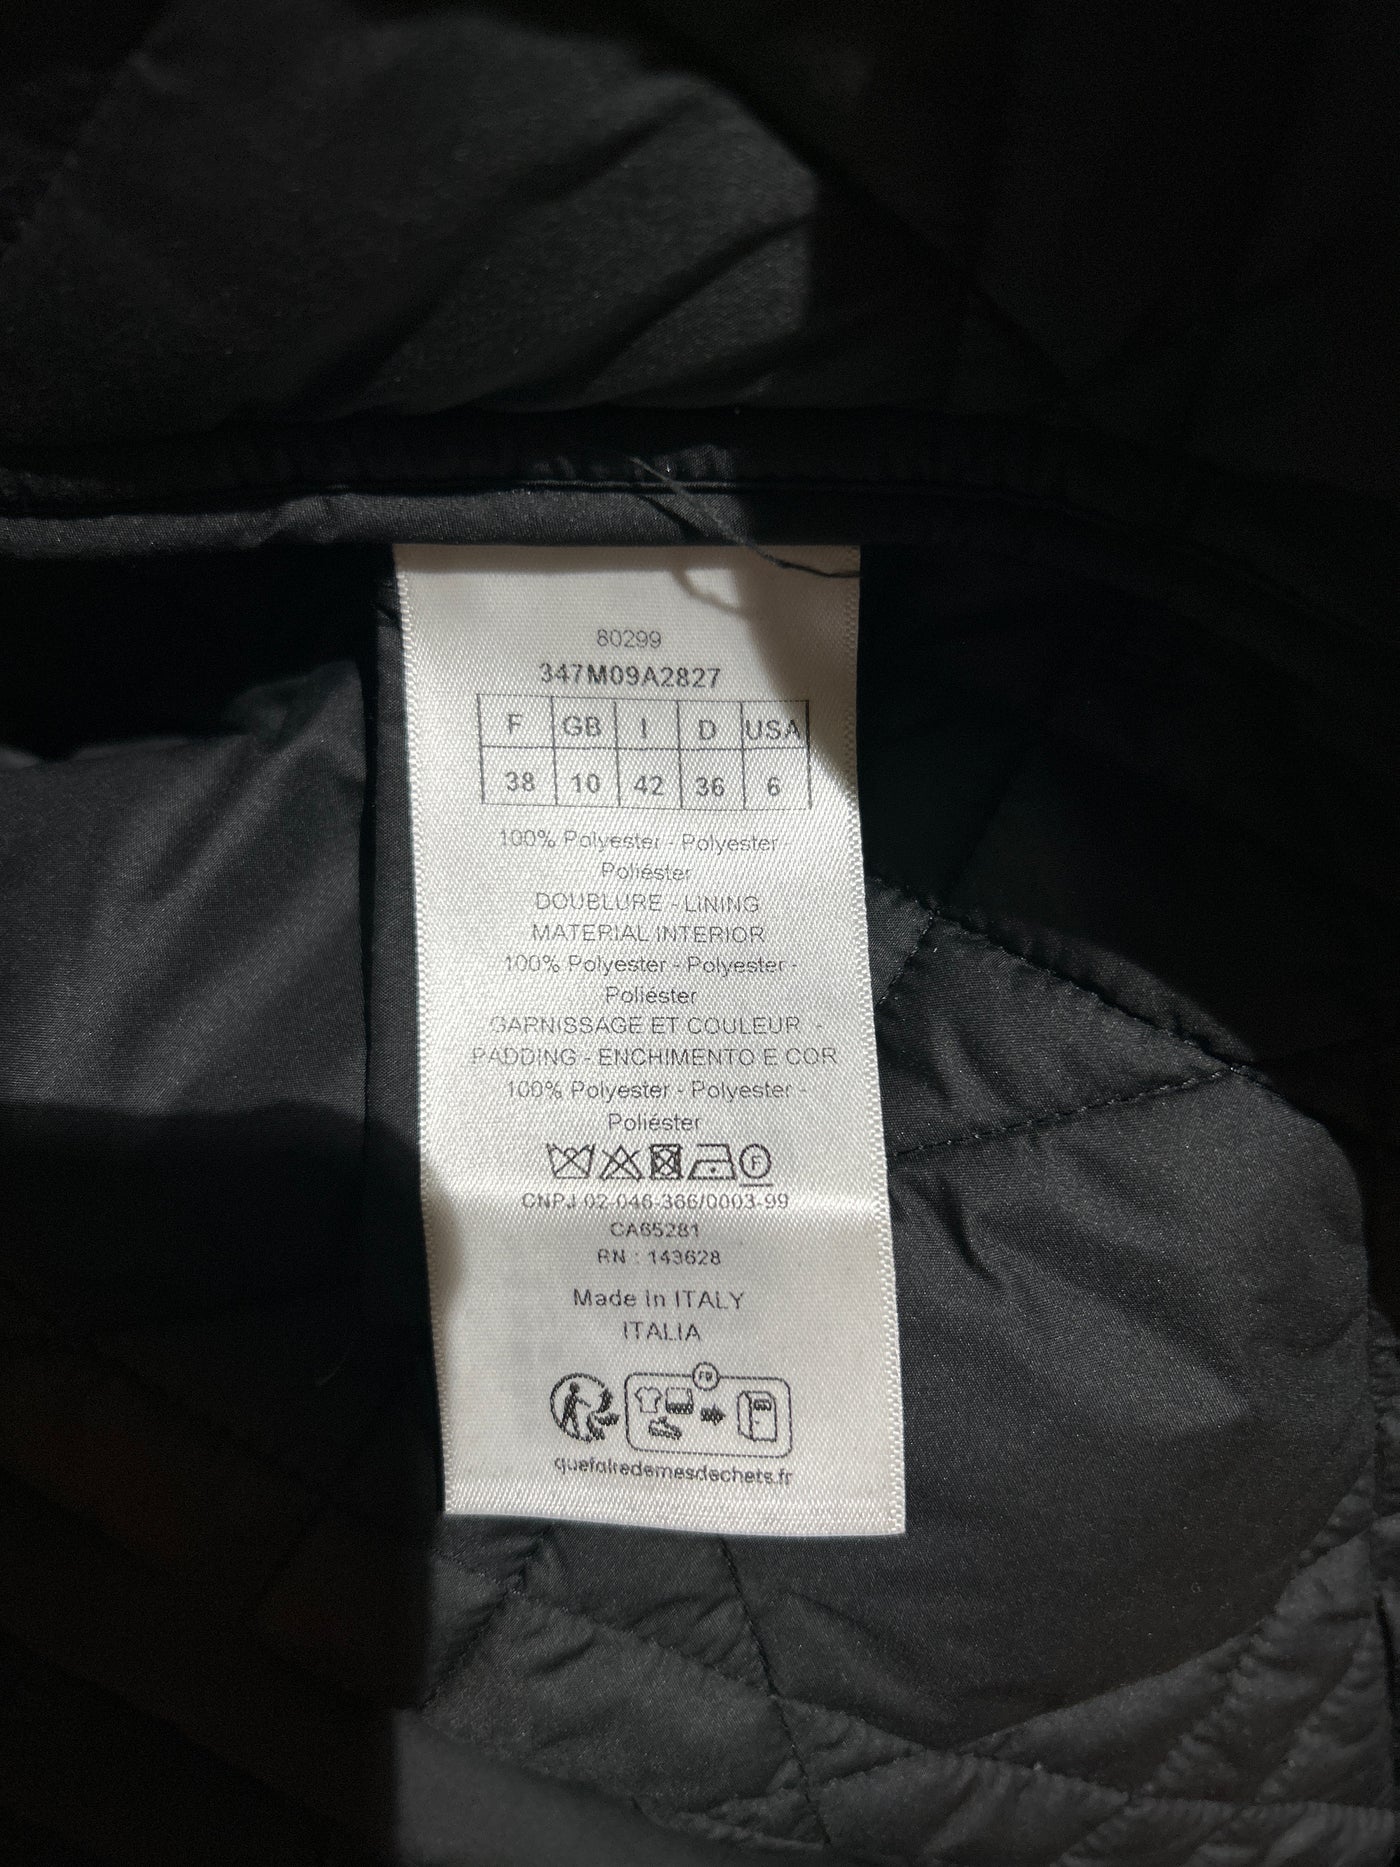 80299
347M09A2827
F GB I D USA
38 10 42 36 6
100% Polyester - Polyester -
Poliéster
DOUBLURE - LINING
MATERIAL INTERIOR
100% Polyester - Polyester -
Poliéster
GARNISSAGE ET COULEUR -
PADDING - ENCHIMENTO E COR
100% Polyester - Polyester -
Poliéster
F
CNPJ 02-046-366/0003-99
CA65281
RN : 143628
Made in ITALY
ITALIA
FR
quefairedemesdechets.fr